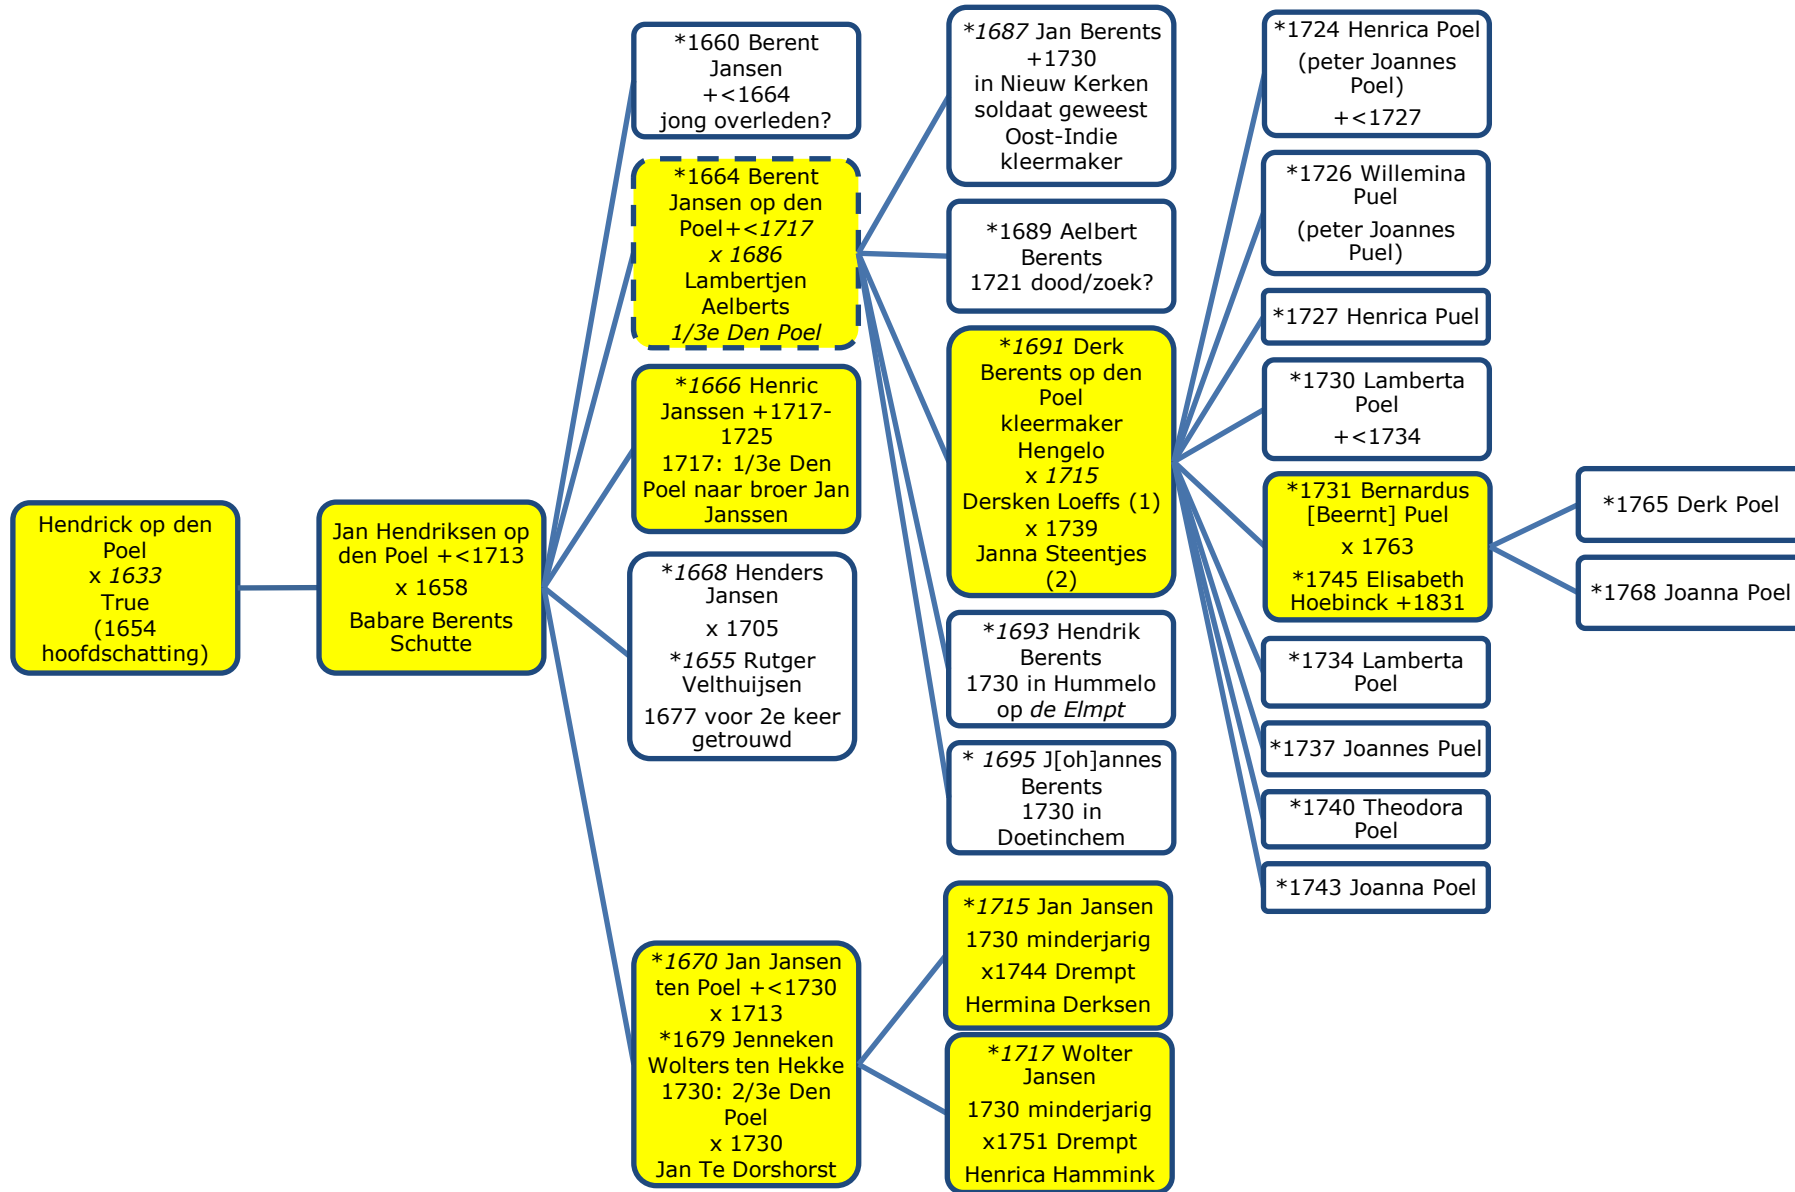 Hendrick op den
Poel
x 1633
True
(1654
hoofdschatting)
Jan Hendriksen op
den Poel +<1713
x 1658
Babare Berents
Schutte
*1660 Berent
Jansen
+<1664
jong overleden?
*1664 Berent
Jansen op den
Poel+<1717
x 1686
Lambertjen
Aelberts
1/3e Den Poel
*1666 Henric
Janssen +1717-
1725
1717: 1/3e Den
Poel naar broer Jan
Janssen
*1668 Henders
Jansen
x 1705
*1655 Rutger
Velthuijsen
1677 voor 2e keer
getrouwd
*1670 Jan Jansen
ten Poel +<1730
x 1713
*1679 Jenneken
Wolters ten Hekke
1730: 2/3e Den
Poel
x 1730
Jan Te Dorshorst
*1687 Jan Berents
+1730
in Nieuw Kerken
soldaat geweest
Oost-Indie
kleermaker
*1689 Aelbert
Berents
1721 dood/zoek?
*1691 Derk
Berents op den
Poel
kleermaker
Hengelo
x 1715
Dersken Loeffs (1)
x 1739
Janna Steentjes
(2)
*1693 Hendrik
Berents
1730 in Hummelo
op de Elmpt
* 1695 J[oh]annes
Berents
1730 in
Doetinchem
*1715 Jan Jansen
1730 minderjarig
x1744 Drempt
Hermina Derksen
*1717 Wolter
Jansen
1730 minderjarig
x1751 Drempt
Henrica Hammink
*1724 Henrica Poel
(peter Joannes
Poel)
+<1727
*1726 Willemina
Puel
(peter Joannes
Puel)
*1727 Henrica Puel
*1730 Lamberta
Poel
+<1734
*1731 Bernardus
[Beernt] Puel
x 1763
*1745 Elisabeth
Hoebinck +1831
*1734 Lamberta
Poel
*1737 Joannes Puel
*1740 Theodora
Poel
*1743 Joanna Poel
*1765 Derk Poel
*1768 Joanna Poel